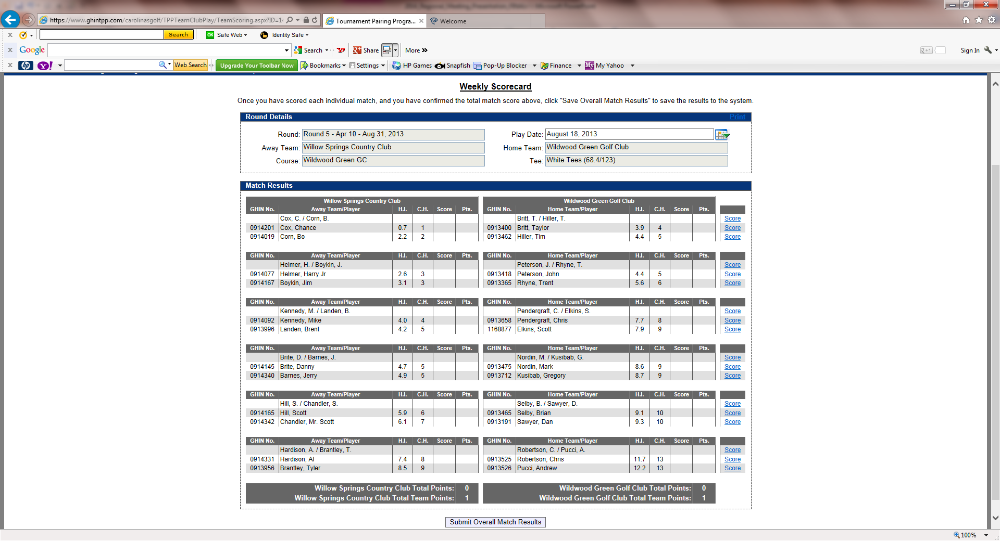 https://www.ghintpp.com/carolinasgolf/TPPTeamClubPlay/TeamScoring.aspx?ID=14
Tournament Pairing Progra...
Welcome
Search
Safe Web
Identity Safe
Google
Search
Share
More »
Sign In
Web Search
Upgrade Your Toolbar Now
Bookmarks
Settings
HP Games
Snapfish
Pop-Up Blocker
Finance
My Yahoo
Weekly Scorecard
Once you have scored each individual match, and you have confirmed the total match score above, click "Save Overall Match Results" to save the results to the system.
Round Details Print
Round: Round 5 - Apr 10 - Aug 31, 2013 Play Date: August 18, 2013
Away Team: Willow Springs Country Club Home Team: Wildwood Green Golf Club
Course: Wildwood Green GC Tee: White Tees (68.4/123)
Match Results
Willow Springs Country Club Wildwood Green Golf Club
GHIN No. Away Team/Player H.I. C.H. Score Pts. GHIN No. Home Team/Player H.I. C.H. Score Pts.
Cox, C. / Corn, B. Britt, T. / Hiller, T. Score
0914201 Cox, Chance 0.7 1 0913400 Britt, Taylor 3.9 4 Score
0914019 Corn, Bo 2.2 2 0913462 Hiller, Tim 4.4 5 Score
GHIN No. Away Team/Player H.I. C.H. Score Pts. GHIN No. Home Team/Player H.I. C.H. Score Pts.
Helmer, H. / Boykin, J. Peterson, J. / Rhyne, T. Score
0914077 Helmer, Harry Jr 2.6 3 0913418 Peterson, John 4.4 5 Score
0914167 Boykin, Jim 3.1 3 0913365 Rhyne, Trent 5.6 6 Score
GHIN No. Away Team/Player H.I. C.H. Score Pts. GHIN No. Home Team/Player H.I. C.H. Score Pts.
Kennedy, M. / Landen, B. Pendergraft, C. / Elkins, S. Score
0914092 Kennedy, Mike 4.0 4 0913658 Pendergraft, Chris 7.7 8 Score
0913996 Landen, Brent 4.2 5 1168877 Elkins, Scott 7.9 9 Score
GHIN No. Away Team/Player H.I. C.H. Score Pts. GHIN No. Home Team/Player H.I. C.H. Score Pts.
Brite, D. / Barnes, J. Nordin, M. / Kusibab, G. Score
0914145 Brite, Danny 4.7 5 0913475 Nordin, Mark 8.6 9 Score
0914340 Barnes, Jerry 4.9 5 0913712 Kusibab, Gregory 8.7 9 Score
GHIN No. Away Team/Player H.I. C.H. Score Pts. GHIN No. Home Team/Player H.I. C.H. Score Pts.
Hill, S. / Chandler, S. Selby, B. / Sawyer, D. Score
0914165 Hill, Scott 5.9 6 0913465 Selby, Brian 9.1 10 Score
0914342 Chandler, Mr. Scott 6.1 7 0913191 Sawyer, Dan 9.3 10 Score
GHIN No. Away Team/Player H.I. C.H. Score Pts. GHIN No. Home Team/Player H.I. C.H. Score Pts.
Hardison, A. / Brantley, T. Robertson, C. / Pucci, A. Score
0914331 Hardison, Al 7.4 8 0913525 Robertson, Chris 11.7 13 Score
0913956 Brantley, Tyler 8.5 9 0913526 Pucci, Andrew 12.2 13 Score
Willow Springs Country Club Total Points: 0 Wildwood Green Golf Club Total Points: 0
Willow Springs Country Club Total Team Points: 1 Wildwood Green Golf Club Total Team Points: 1
Submit Overall Match Results
100%